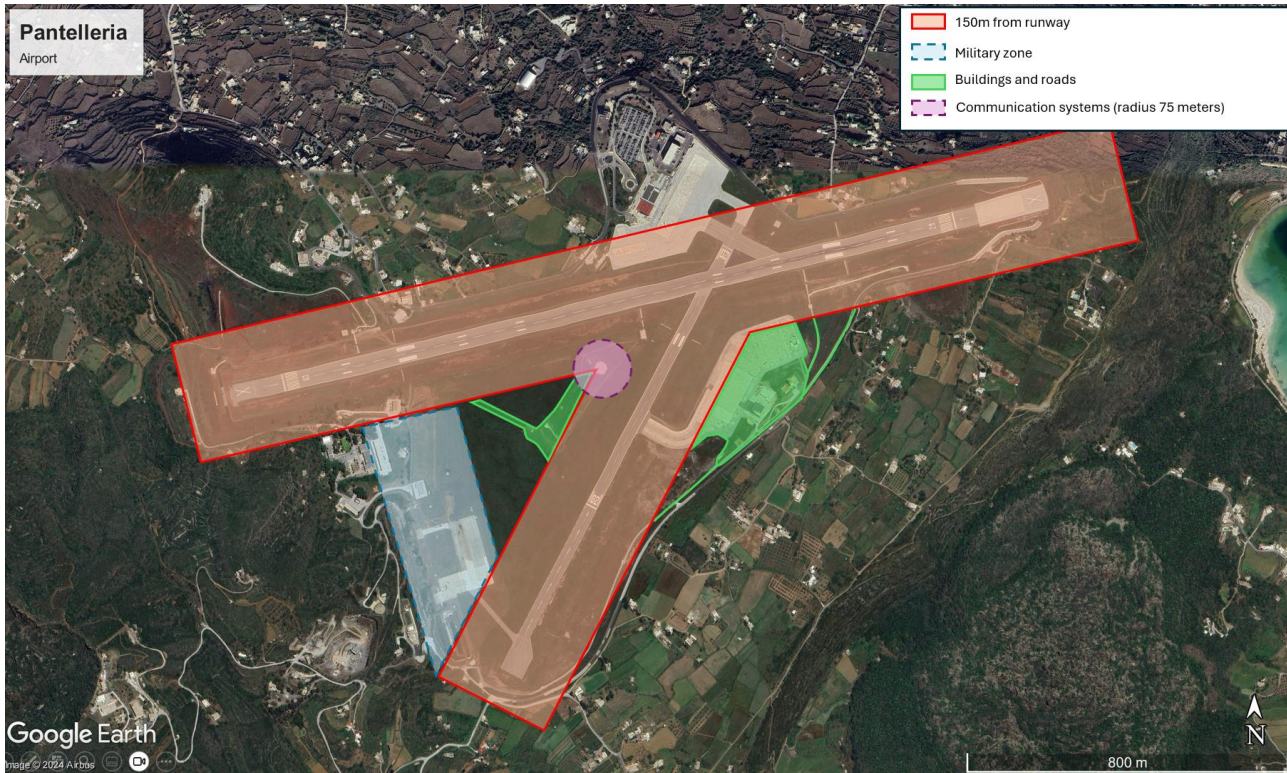 Pantelleria
Airport
150m from runway
Military zone
Buildings and roads
Communication systems (radius 75 meters)
Google Earth
Image © 2024 Airbus
N
800 m